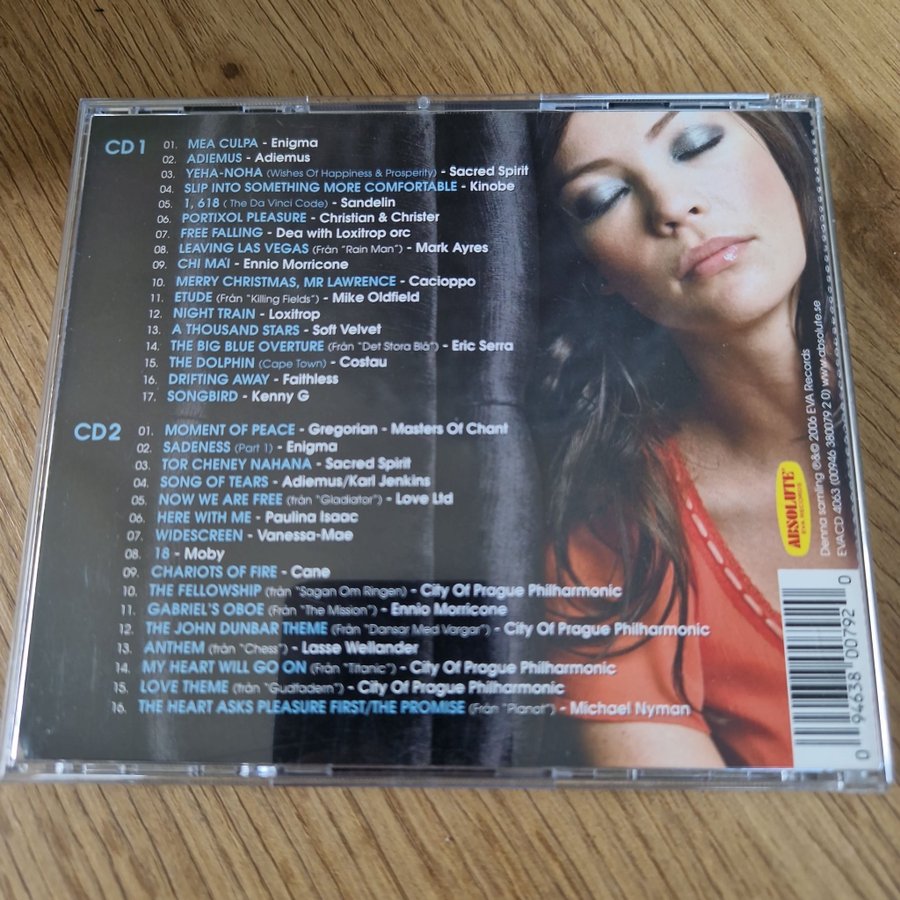 CD 1
01. MEA CULPA - Enigma
02. ADIEMUS - Adiemus
03. YEHA-NOHA (Wishes Of Happiness & Prosperity) - Sacred Spirit
04. SLIP INTO SOMETHING MORE COMFORTABLE - Kinobe
05. 1, 618 ( The Da Vinci Code) - Sandelin
06. PORTIXOL PLEASURE - Christian & Christer
07. FREE FALLING - Dea with Loxitrop orc
08. LEAVING LAS VEGAS (Från "Rain Man") - Mark Ayres
09. CHI MAI - Ennio Morricone
10. MERRY CHRISTMAS, MR LAWRENCE - Cacioppo
11. ETUDE (Från "Killing Fields") - Mike Oldfield
12. NIGHT TRAIN - Loxitrop
13. A THOUSAND STARS - Soft Velvet
14. THE BIG BLUE OVERTURE (Från "Det Stora Blå") - Eric Serra
15. THE DOLPHIN (Cape Town) - Costau
16. DRIFTING AWAY - Faithless
17. SONGBIRD - Kenny G
CD 2
01. MOMENT OF PEACE - Gregorian - Masters Of Chant
02. SADENESS (Part 1) - Enigma
03. TOR CHENEY NAHANA - Sacred Spirit
04. SONG OF TEARS - Adiemus/Karl Jenkins
05. NOW WE ARE FREE (från "Gladiator") - Love Ltd
06. HERE WITH ME - Paulina Isaac
07. WIDESCREEN - Vanessa-Mae
08. 18 - Moby
09. CHARIOTS OF FIRE - Cane
10. THE FELLOWSHIP (från "Sagan Om Ringen) - City Of Prague Philharmonic
11. GABRIEL'S OBOE (Från "The Mission") - Ennio Morricone
12. THE JOHN DUNBAR THEME (Från "Dansar Med Vargar") - City Of Prague Philharmonic
13. ANTHEM (från "Chess") - Lasse Wellander
14. MY HEART WILL GO ON (Från "Titanic") - City Of Prague Philharmonic
15. LOVE THEME (från "Gudfadern") - City Of Prague Philharmonic
16. THE HEART ASKS PLEASURE FIRST/THE PROMISE (Från "Pianot") - Michael Nyman
ABSOLUTE
EVA RECORDS
Denna samling ℗&© 2006 EVA Records
EVACD 4063 (00946 380079 2 0) www.absolute.se
0 94638 00792 0